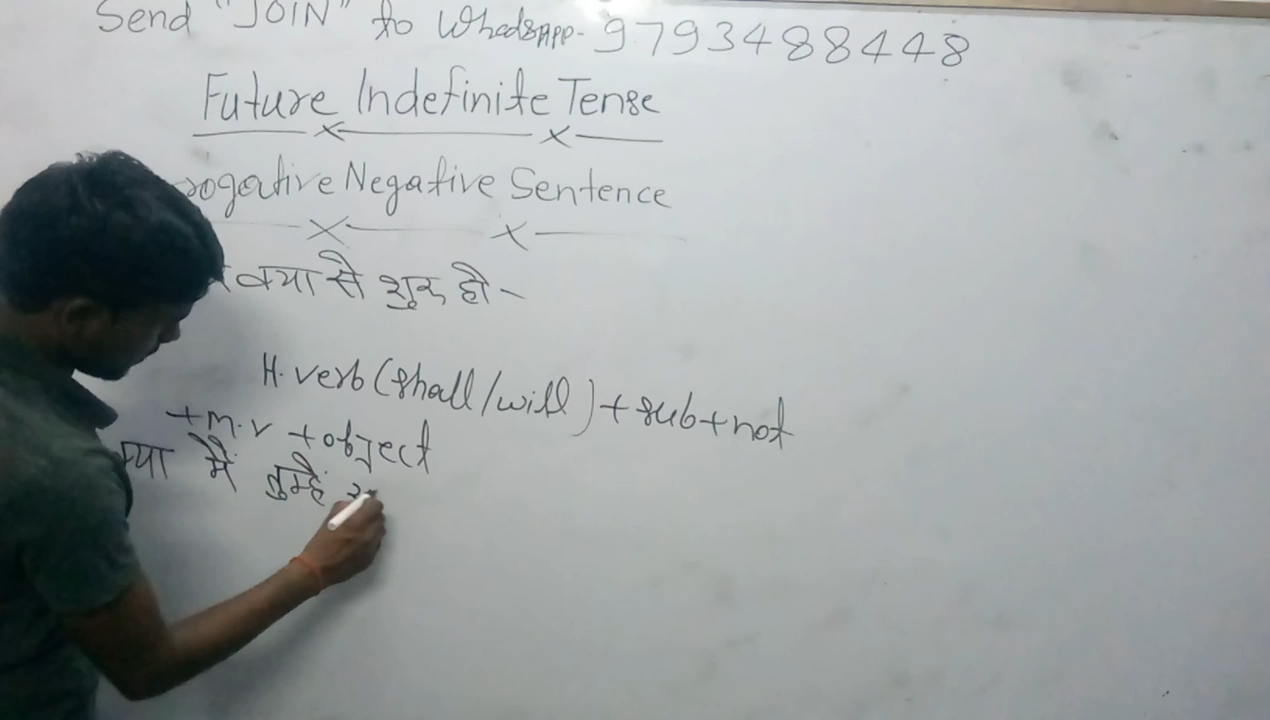 Send "JOIN" to WhatsApp- 9793488448
Future Indefinite Tense
rogative Negative Sentence
क्या से शुरू हो -
H. verb (shall/will) + sub + not
+ m. v + object
क्या मैं तुम्हें